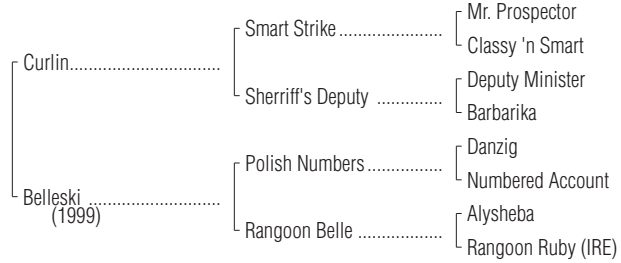 Mr. Prospector
Smart Strike
Classy 'n Smart
Curlin
Deputy Minister
Sherriff's Deputy
Barbarika
Danzig
Polish Numbers
Numbered Account
Belleski
(1999)
Alysheba
Rangoon Belle
Rangoon Ruby (IRE)